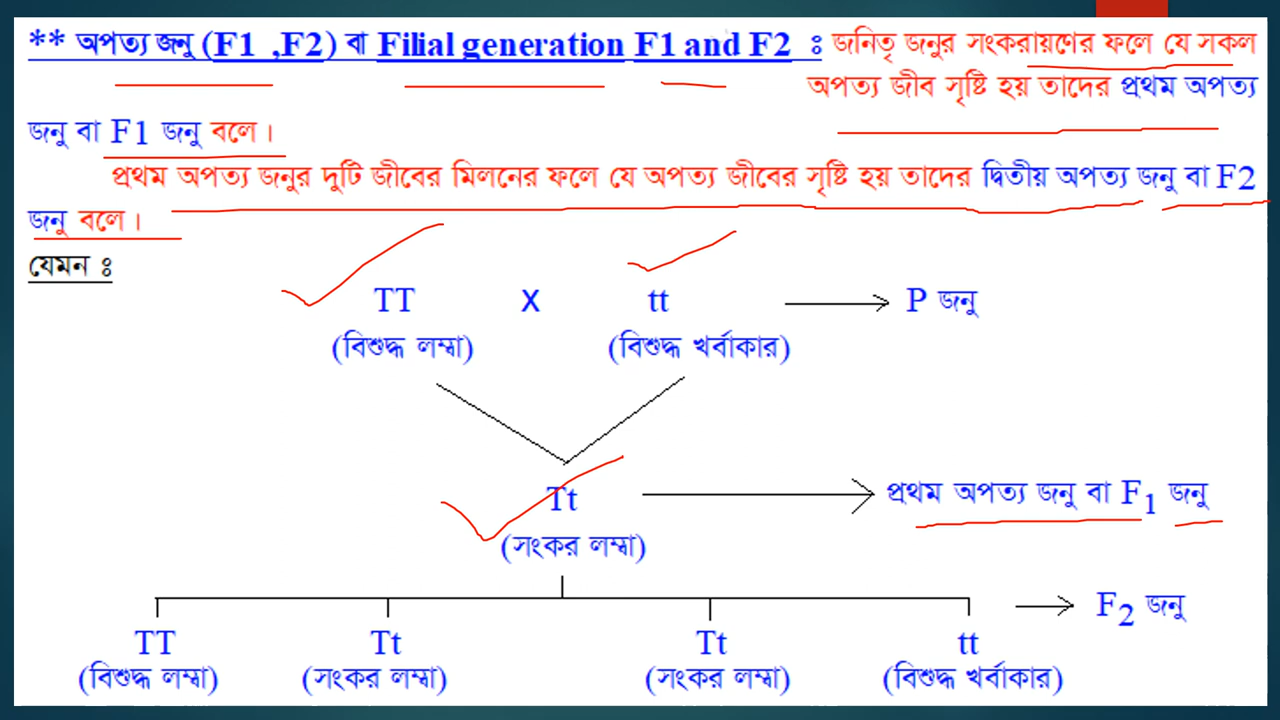 ** অপত্য জনু (F1 ,F2) বা Filial generation F1 and F2 ঃ জনিতৃ জনুর সংকরায়ণের ফলে যে সকল
অপত্য জীব সৃষ্টি হয় তাদের প্রথম অপত্য
জনু বা F1 জনু বলে।
প্রথম অপত্য জনুর দুটি জীবের মিলনের ফলে যে অপত্য জীবের সৃষ্টি হয় তাদের দ্বিতীয় অপত্য জনু বা F2
জনু বলে।
যেমন ঃ
TT X tt P জনু
(বিশুদ্ধ লম্বা) (বিশুদ্ধ খর্বাকার)
Tt প্রথম অপত্য জনু বা F₁ জনু
(সংকর লম্বা)
F₂ জনু
TT Tt Tt tt
(বিশুদ্ধ লম্বা) (সংকর লম্বা) (সংকর লম্বা) (বিশুদ্ধ খর্বাকার)